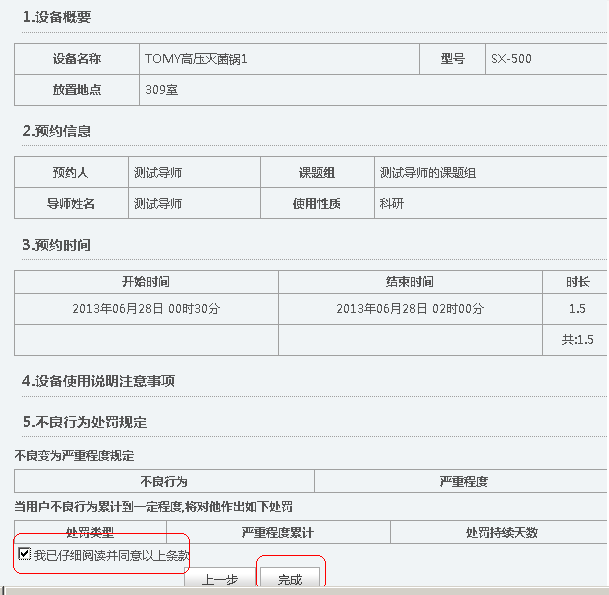 1.设备概要
设备名称 TOMY高压灭菌锅1 型号 SX-500
放置地点 309室
2.预约信息
预约人 测试导师 课题组 测试导师的课题组
导师姓名 测试导师 使用性质 科研
3.预约时间
开始时间 结束时间 时长
2013年06月28日 00时30分 2013年06月28日 02时00分 1.5
共:1.5
4.设备使用说明注意事项
5.不良行为处罚规定
不良变为严重程度规定
不良行为 严重程度
当用户不良行为累计到一定程度,将对他作出如下处罚
处罚类型 严重程度累计 处罚持续天数
我已仔细阅读并同意以上条款
上一步 完成